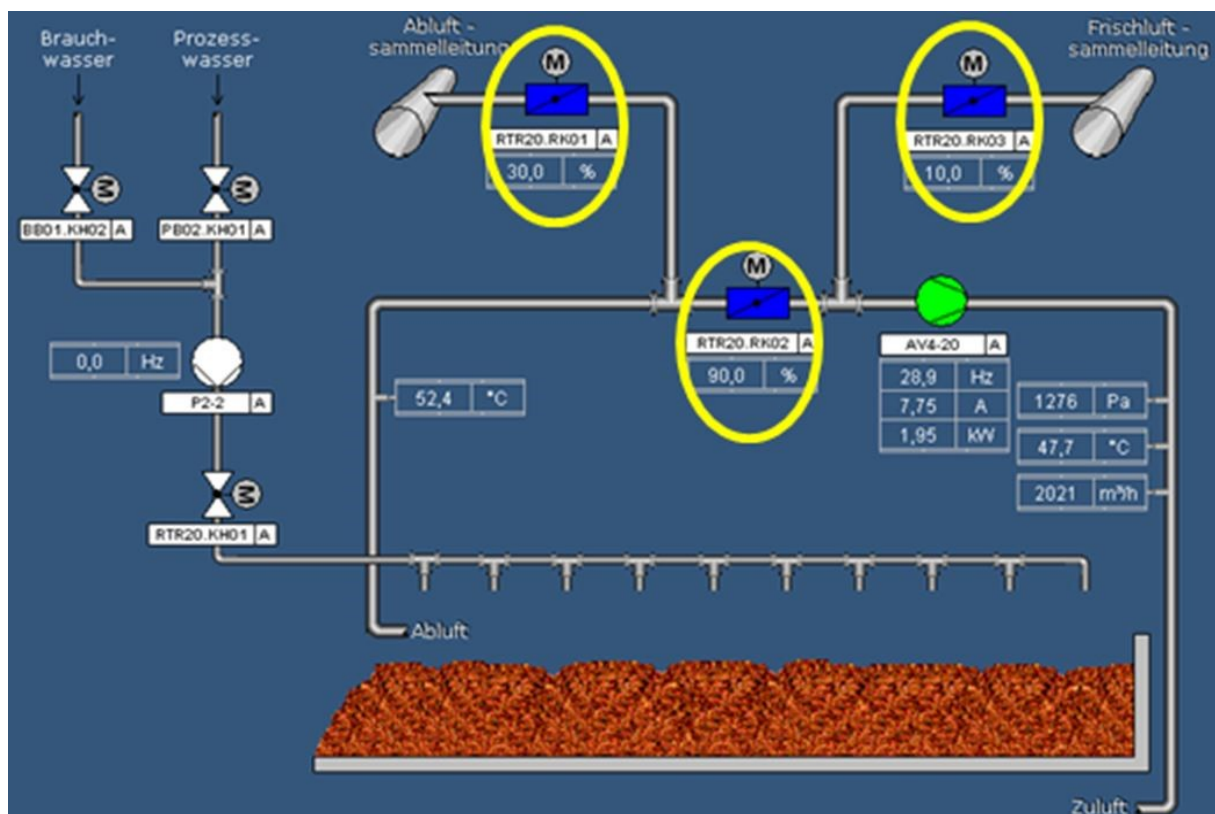 Brauch-
wasser
Prozess-
wasser
Abluft -
sammelleitung
Frischluft -
sammelleitung
M
M
RTR20.RK01 A
30,0 %
RTR20.RK03 A
10,0 %
M
M
BB01.KH02 A
PB02.KH01 A
M
RTR20.RK02 A
90,0 %
AV4-20 A
28,9 Hz
7,75 A
1,95 kW
0,0 Hz
P2-2 A
52,4 °C
1276 Pa
47,7 °C
2021 m³/h
M
RTR20.KH01 A
Abluft
Zuluft